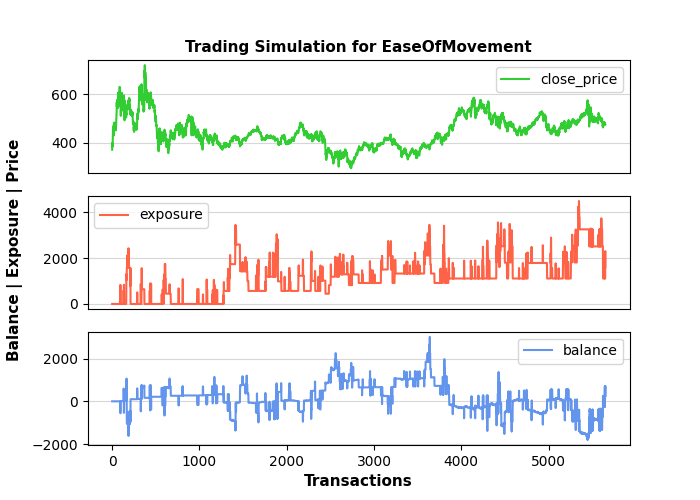 Trading Simulation for EaseOfMovement
close_price
600
400
exposure
4000
2000
0
balance
2000
0
−2000
0 1000 2000 3000 4000 5000
Transactions
Balance | Exposure | Price